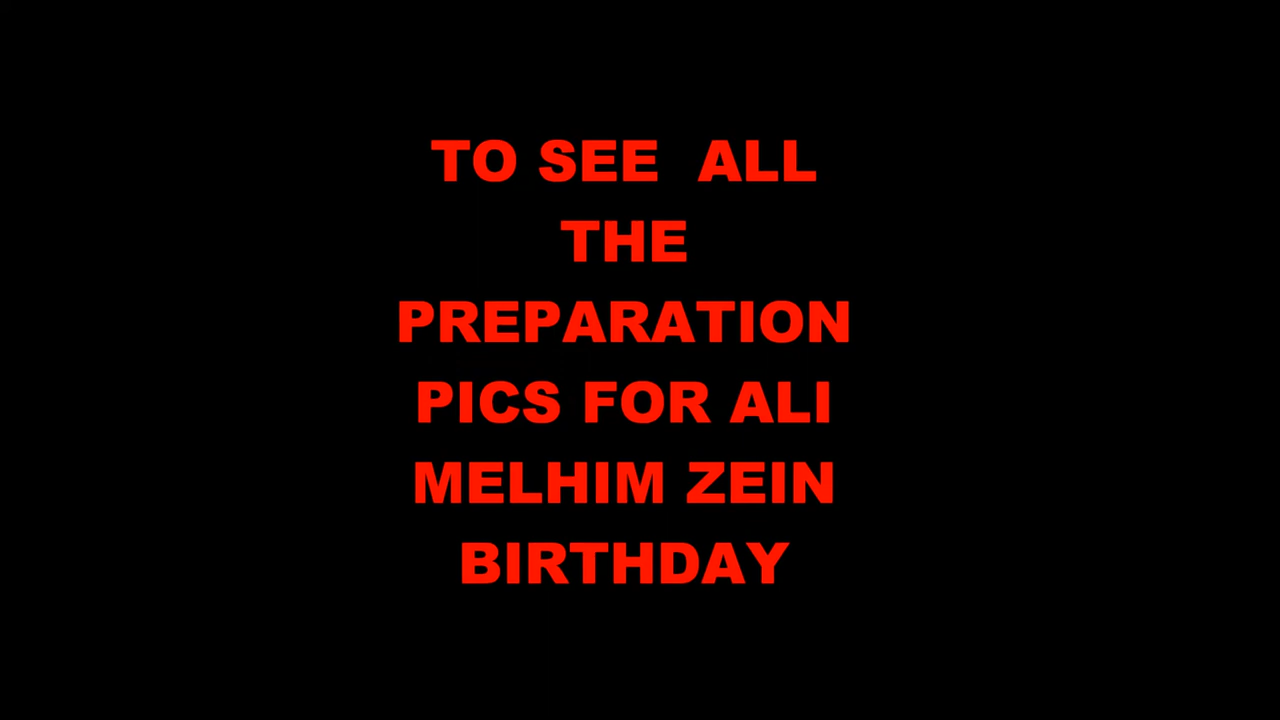 TO SEE  ALL
THE
PREPARATION
PICS FOR ALI
MELHIM ZEIN
BIRTHDAY